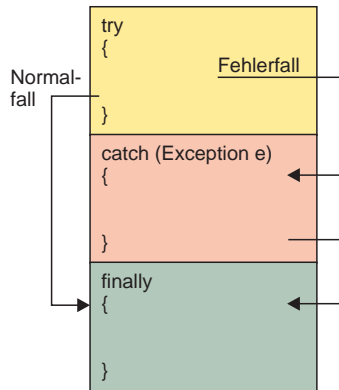 Normal-
fall
try
{
Fehlerfall
}
catch (Exception e)
{
}
finally
{
}